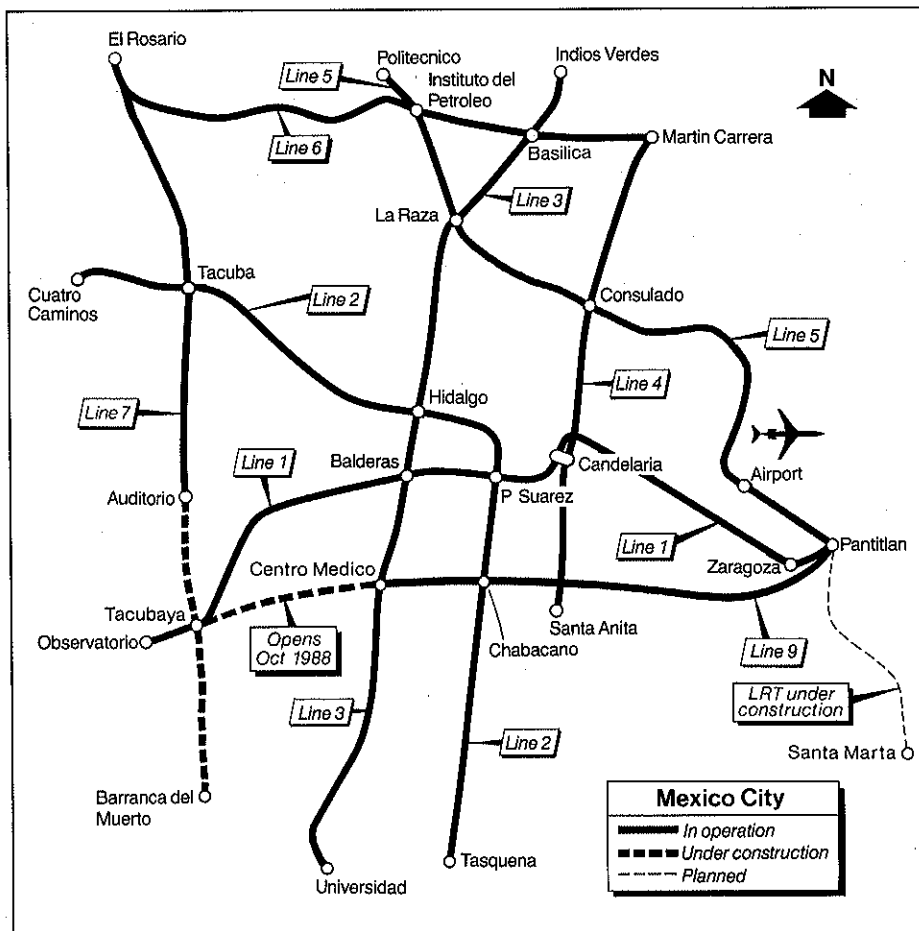 El Rosario
Politecnico
Indios Verdes
Line 5
Instituto del
Petroleo
N
Line 6
Basilica
Martin Carrera
Line 3
La Raza
Tacuba
Cuatro
Caminos
Line 2
Consulado
Line 5
Line 4
Line 7
Hidalgo
Line 1
Balderas
Candelaria
P Suarez
Airport
Auditorio
Line 1
Pantitlan
Zaragoza
Centro Medico
Tacubaya
Observatorio
Opens
Oct 1988
Santa Anita
Chabacano
Line 9
LRT under
construction
Line 3
Line 2
Santa Marta
Barranca del
Muerto
Mexico City
In operation
Under construction
Planned
Tasquena
Universidad